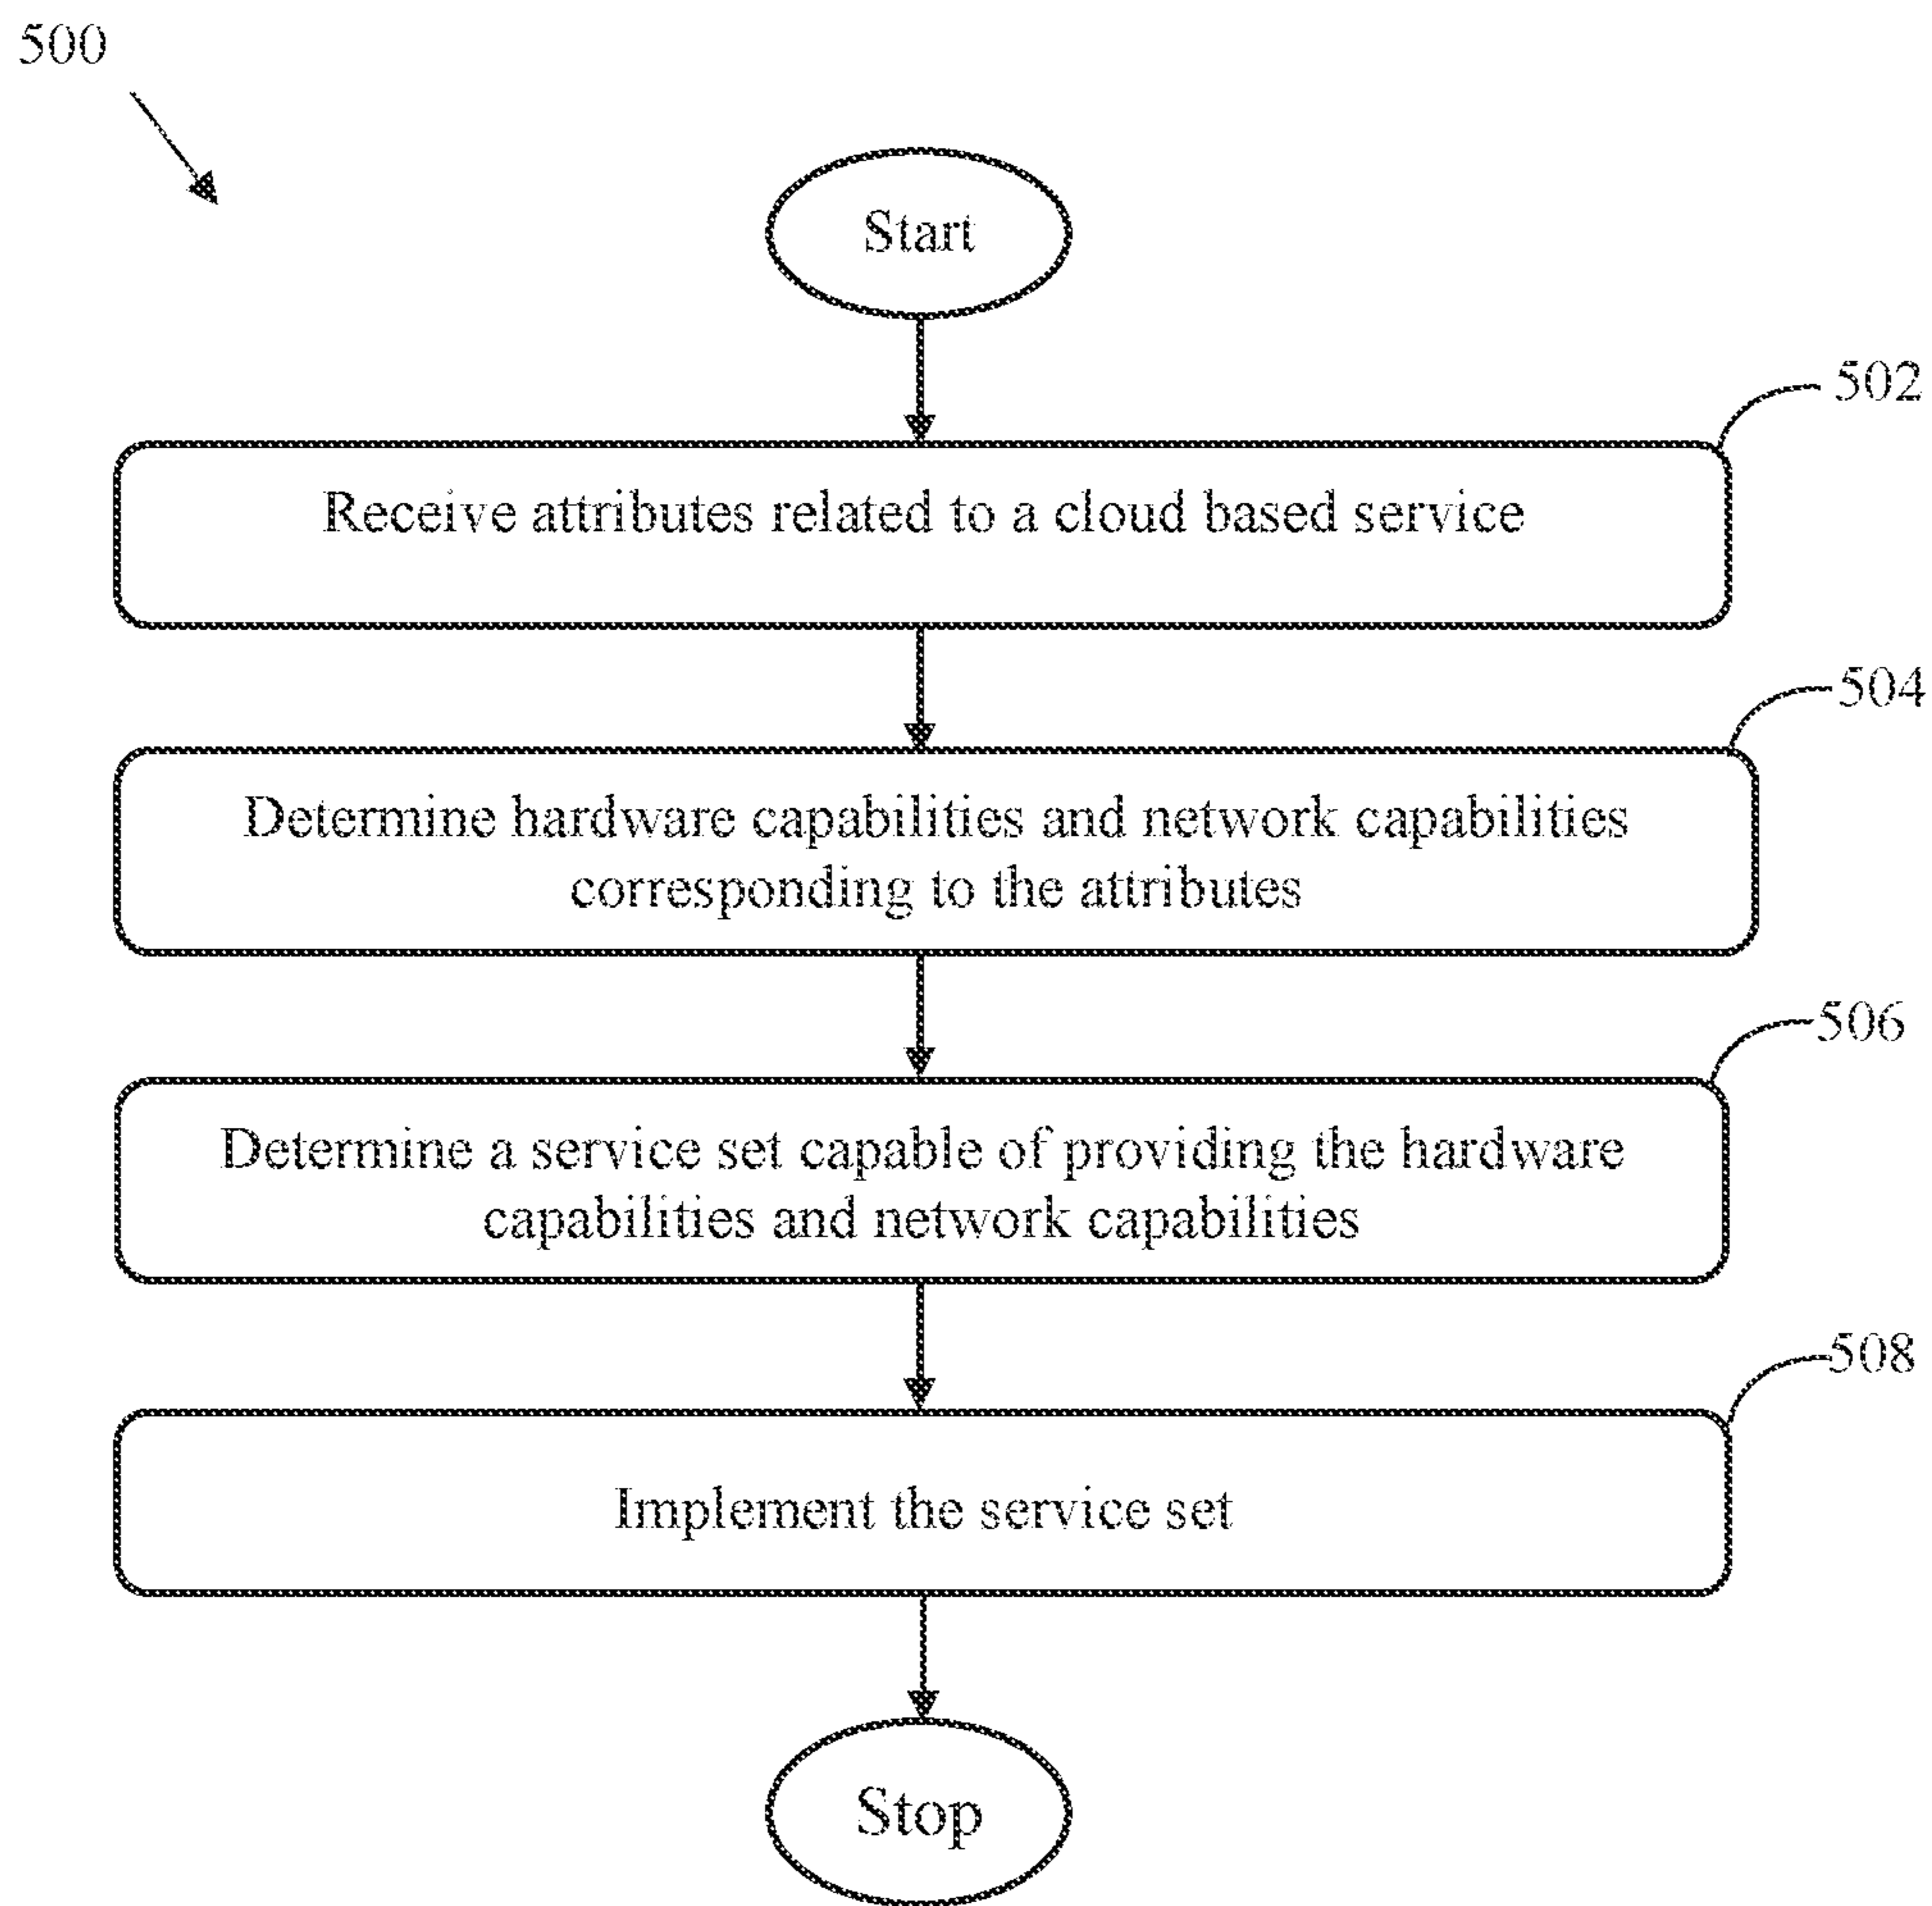 500
Start
502
Receive attributes related to a cloud based service
504
Determine hardware capabilities and network capabilities
corresponding to the attributes
506
Determine a service set capable of providing the hardware
capabilities and network capabilities
508
Implement the service set
Stop